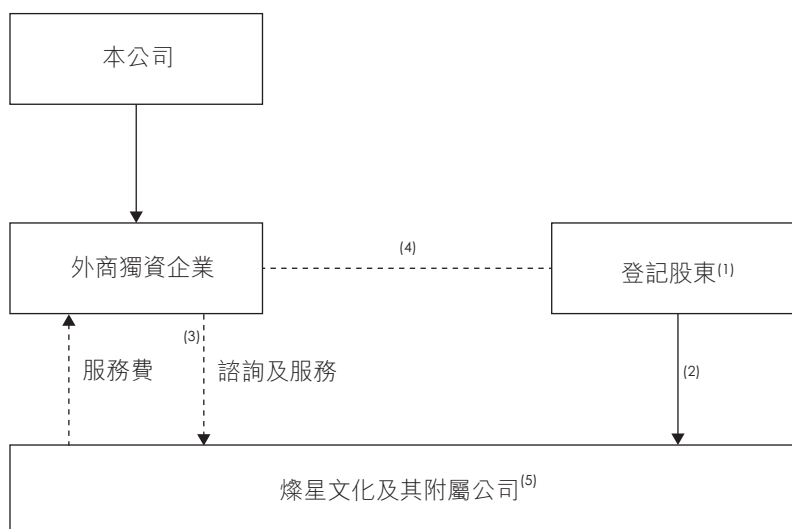 本公司
外商獨資企業
(4)
登記股東(1)
(3)
服務費
諮詢及服務
(2)
燦星文化及其附屬公司(5)